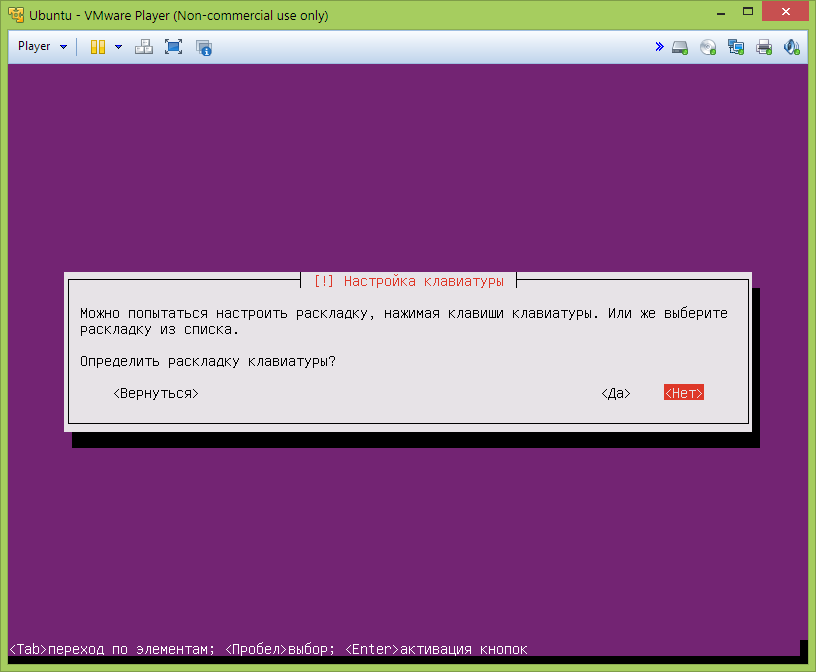 Ubuntu - VMware Player (Non-commercial use only)
Player
[!] Настройка клавиатуры
Можно попытаться настроить раскладку, нажимая клавиши клавиатуры. Или же выберите
раскладку из списка.
Определить раскладку клавиатуры?
<Вернуться> <Да> <Нет>
<Tab>переход по элементам; <Пробел>выбор; <Enter>активация кнопок